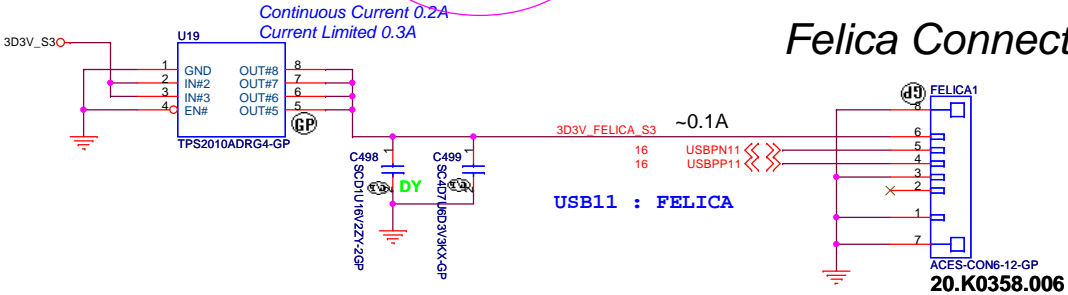 Continuous Current 0.2A
Current Limited 0.3A
Felica Connect
3D3V_S3
U19
1 GND OUT#8 8
2 IN#2 OUT#7 7
3 IN#3 OUT#6 6
4 EN# OUT#5 5
GP
TPS2010ADRG4-GP
3D3V_FELICA_S3
~0.1A
16 USBPN11
16 USBPP11
USB11 : FELICA
C498
1
SCD1U16V2ZY-2GP
DY
C499
1
SC4D7U6D3V3KX-GP
GP
FELICA1
8
6
5
4
3
2
1
7
ACES-CON6-12-GP
20.K0358.006